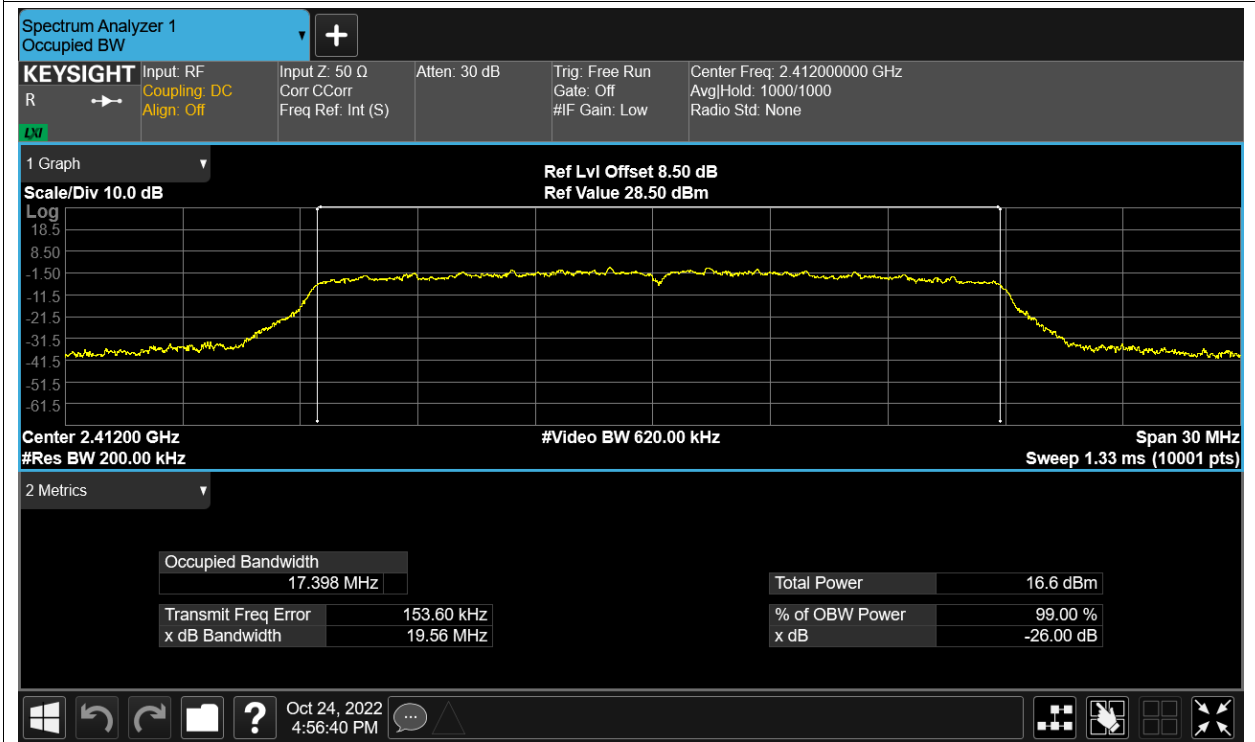 Spectrum Analyzer 1
Occupied BW
KEYSIGHT Input: RF Input Z: 50 Ω Atten: 30 dB Trig: Free Run Center Freq: 2.412000000 GHz
R Coupling: DC Corr CCorr Gate: Off Avg|Hold: 1000/1000
Align: Off Freq Ref: Int (S) #IF Gain: Low Radio Std: None
LXI
1 Graph
Ref Lvl Offset 8.50 dB
Scale/Div 10.0 dB Ref Value 28.50 dBm
Log
18.5
8.50
-1.50
-11.5
-21.5
-31.5
-41.5
-51.5
-61.5
Center 2.41200 GHz #Video BW 620.00 kHz Span 30 MHz
#Res BW 200.00 kHz Sweep 1.33 ms (10001 pts)
2 Metrics
Occupied Bandwidth
17.398 MHz Total Power 16.6 dBm
Transmit Freq Error 153.60 kHz % of OBW Power 99.00 %
x dB Bandwidth 19.56 MHz x dB -26.00 dB
? Oct 24, 2022
4:56:40 PM